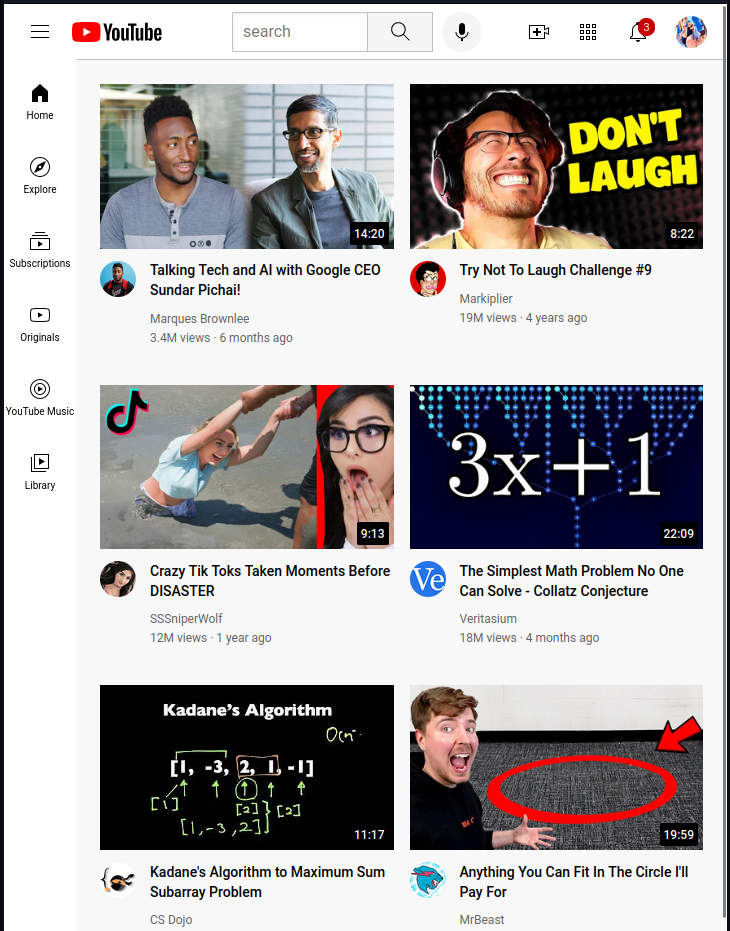 YouTube
search
3
Home
Explore
Subscriptions
Originals
YouTube Music
Library
14:20
Talking Tech and AI with Google CEO
Sundar Pichai!
Marques Brownlee
3.4M views · 6 months ago
DON'T
LAUGH
8:22
Try Not To Laugh Challenge #9
Markiplier
19M views · 4 years ago
9:13
Crazy Tik Toks Taken Moments Before
DISASTER
SSSniperWolf
12M views · 1 year ago
3x+1
22:09
Ve
The Simplest Math Problem No One
Can Solve - Collatz Conjecture
Veritasium
18M views · 4 months ago
Kadane's Algorithm
[1, -3, 2, 1, -1]
[1]
[2]
[2]
[1,-3,2]
11:17
Kadane's Algorithm to Maximum Sum
Subarray Problem
CS Dojo
19:59
Anything You Can Fit In The Circle I'll
Pay For
MrBeast